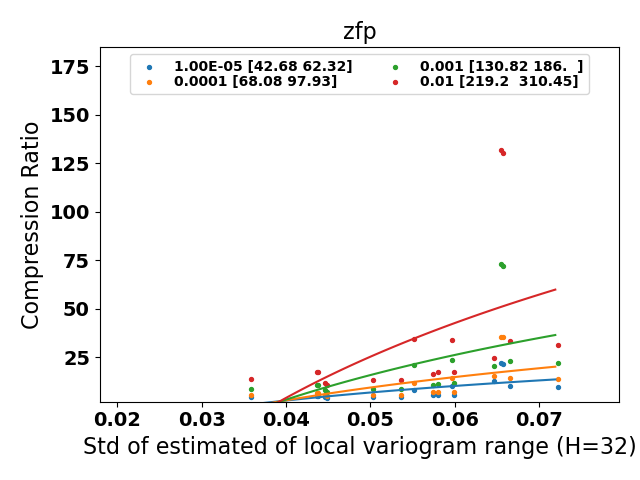 zfp
1.00E-05 [42.68 62.32]
0.0001 [68.08 97.93]
0.001 [130.82 186.  ]
0.01 [219.2  310.45]
Compression Ratio
175
150
125
100
75
50
25
0.02 0.03 0.04 0.05 0.06 0.07
Std of estimated of local variogram range (H=32)